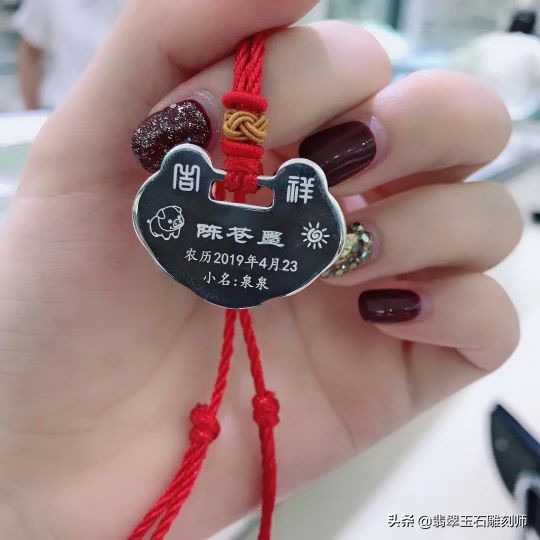 吉祥
陈苍墨
农历2019年4月23
小名:泉泉
头条 @翡翠玉石雕刻师